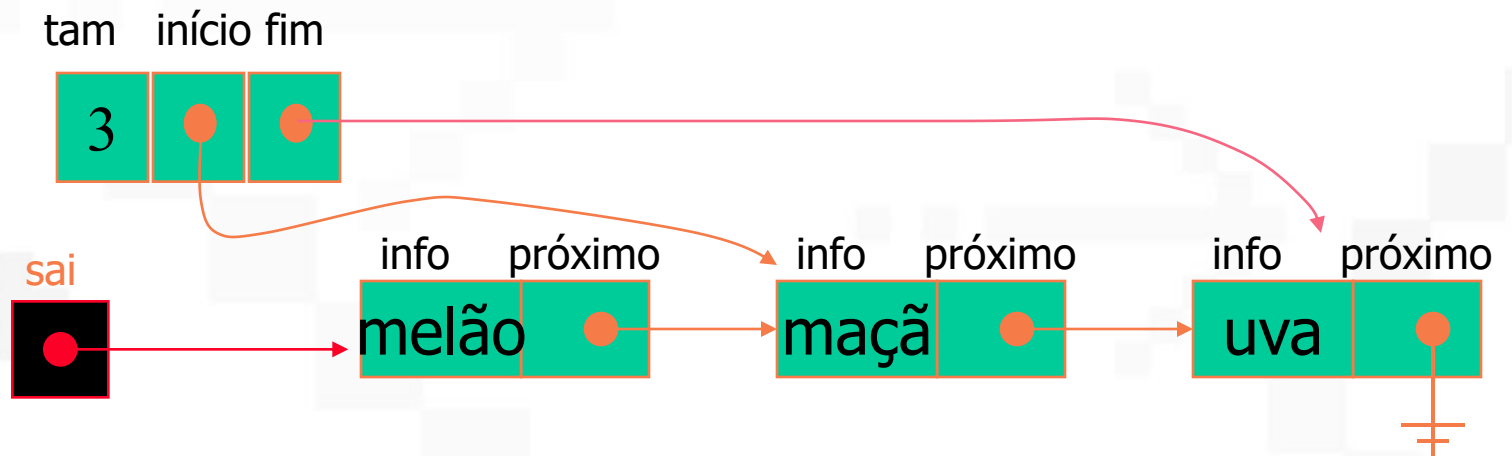 tam início fim
3
info próximo info próximo info próximo
sai
melão maçã uva